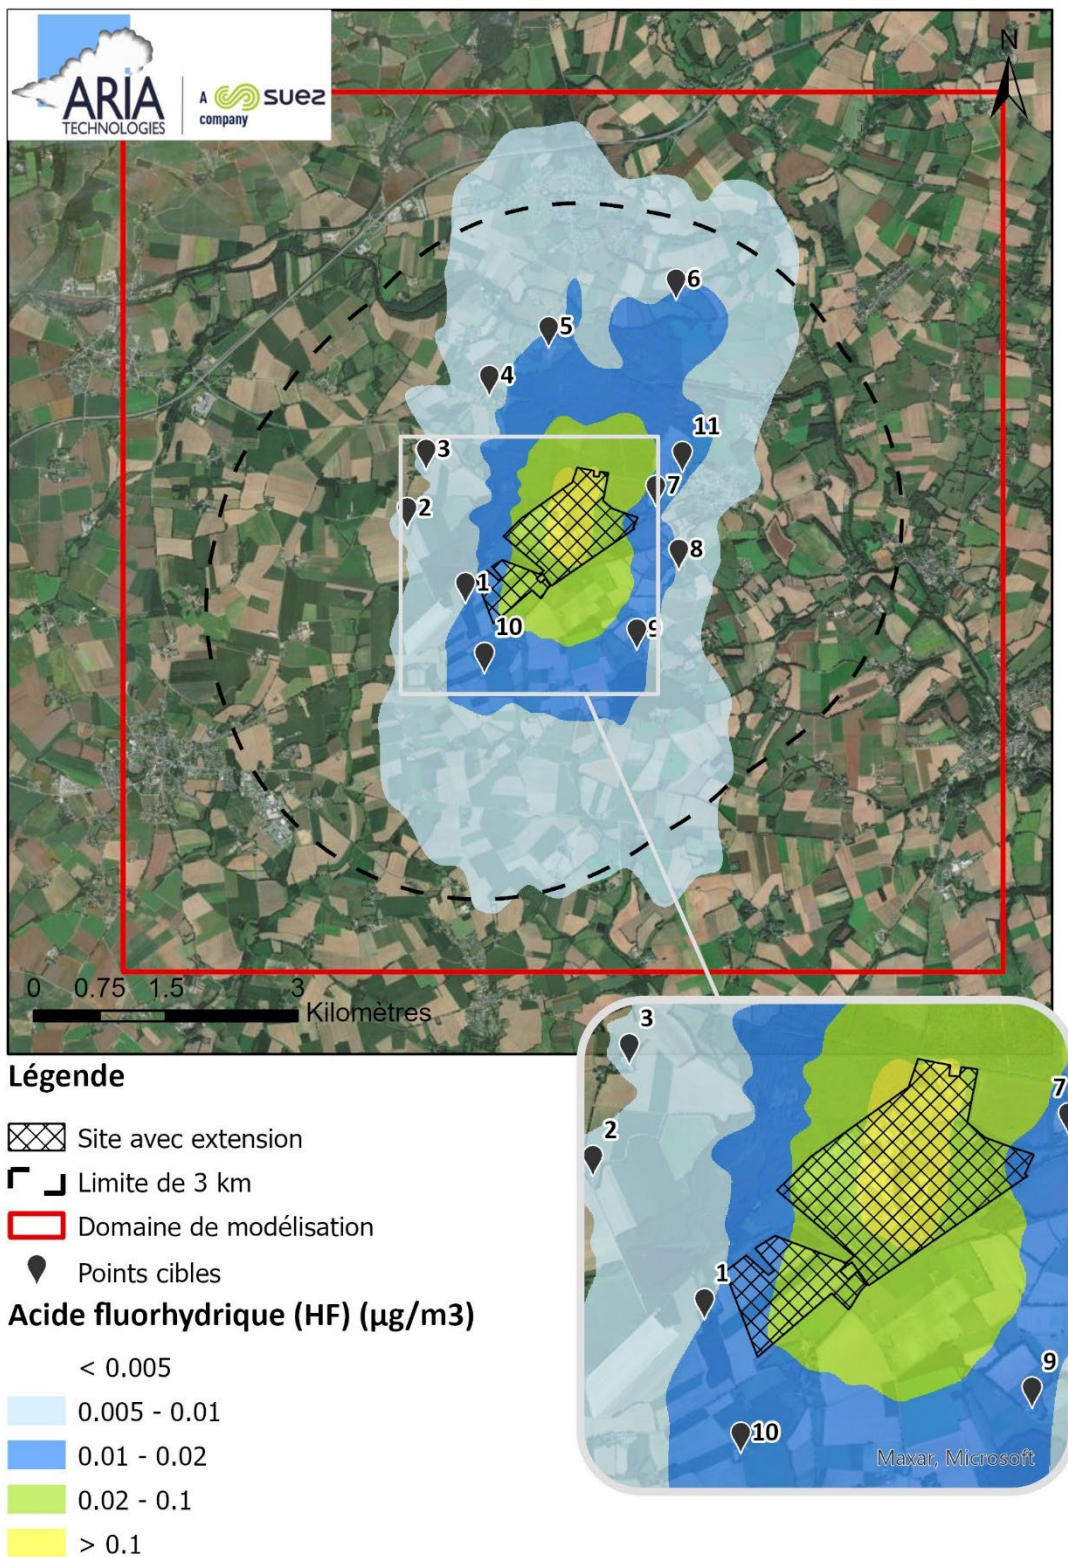 ARIA
TECHNOLOGIES
A suez
company
N
6
5
4
11
3
7
2
8
1
10
9
0 0.75 1.5 3
Kilomètres
Légende
Site avec extension
Limite de 3 km
Domaine de modélisation
Points cibles
Acide fluorhydrique (HF) (µg/m3)
< 0.005
0.005 - 0.01
0.01 - 0.02
0.02 - 0.1
> 0.1
3
7
2
1
9
10
Maxar, Microsoft